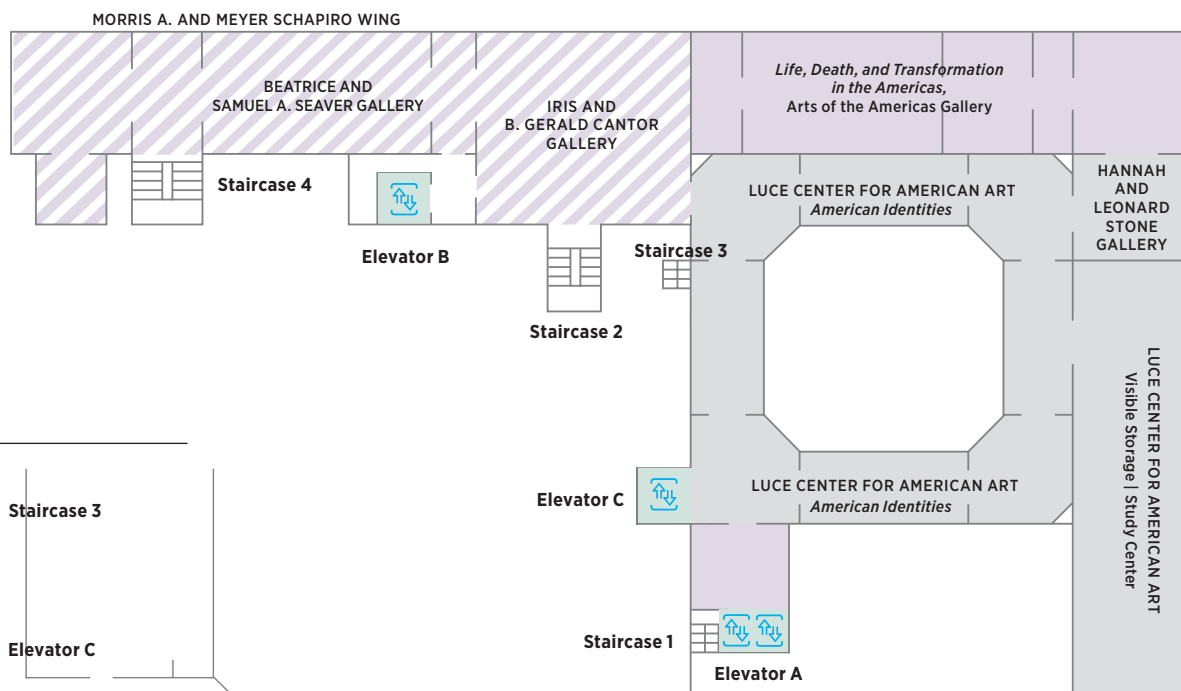 MORRIS A. AND MEYER SCHAPIRO WING
BEATRICE AND
SAMUEL A. SEAVER GALLERY
IRIS AND
B. GERALD CANTOR
GALLERY
Life, Death, and Transformation
in the Americas,
Arts of the Americas Gallery
Staircase 4
Elevator B
LUCE CENTER FOR AMERICAN ART
American Identities
HANNAH
AND
LEONARD
STONE
GALLERY
Staircase 3
Staircase 2
LUCE CENTER FOR AMERICAN ART
Visible Storage | Study Center
Elevator C
LUCE CENTER FOR AMERICAN ART
American Identities
Staircase 3
Staircase 1
Elevator C
Elevator A